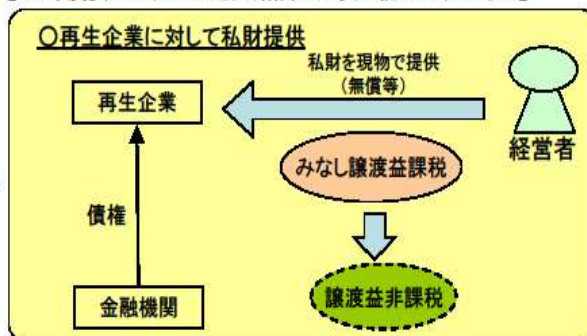 〇再生企業に対して私財提供
私財を現物で提供
(無償等)
再生企業
経営者
みなし譲渡益課税
債権
譲渡益非課税
金融機関